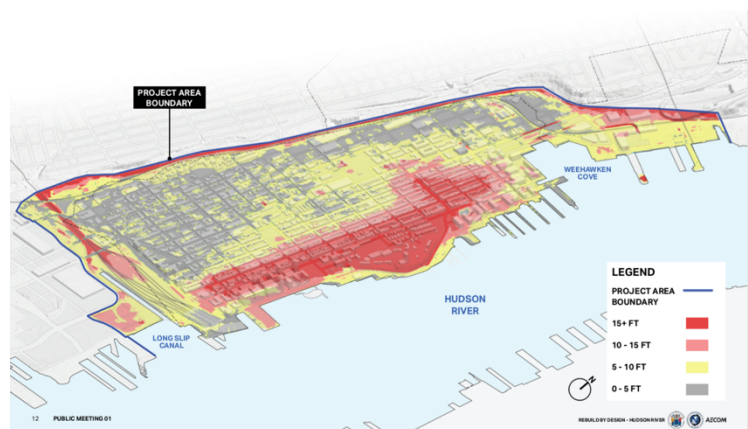 PROJECT AREA
BOUNDARY
WEEHAWKEN
COVE
HUDSON
RIVER
LONG SLIP
CANAL
LEGEND
PROJECT AREA
BOUNDARY
15+ FT
10 - 15 FT
5 - 10 FT
0 - 5 FT
N
12 PUBLIC MEETING 01
REBUILD BY DESIGN - HUDSON RIVER AECOM